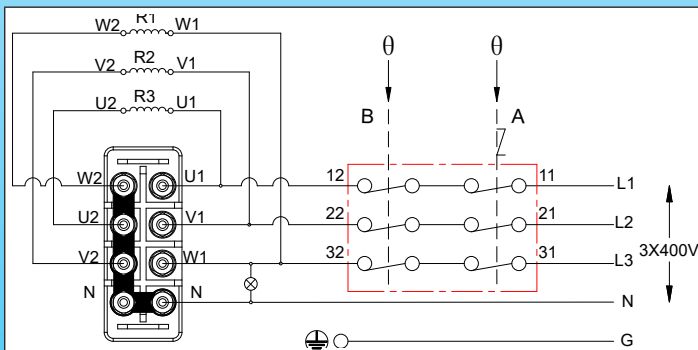 W2 R1 W1
V2 R2 V1
U2 R3 U1
θ θ
B A
W2 U1 12 11 L1
U2 V1 22 21 L2
V2 W1 32 31 L3
3X400V
N N N
G